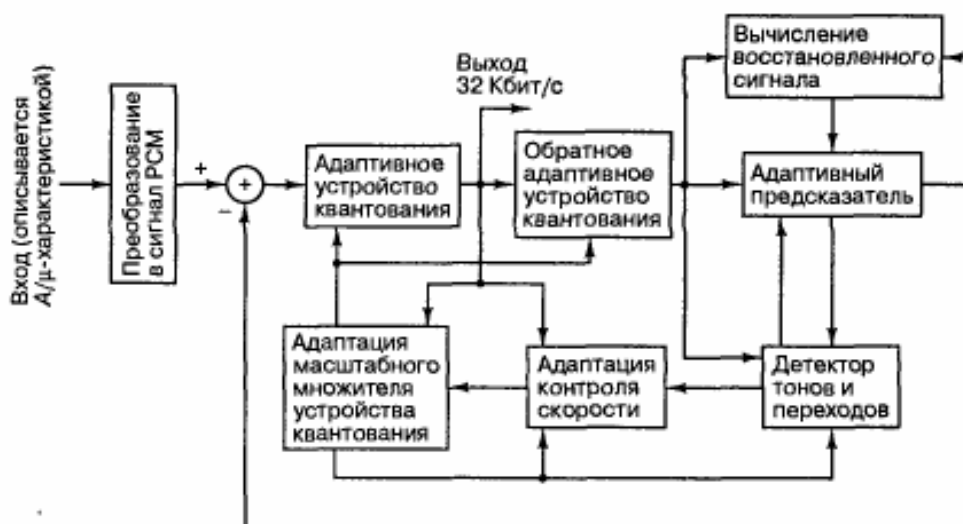 Вход (описывается
А/μ-характеристикой)
Преобразование
в сигнал РСМ
+
−
+
Адаптивное
устройство
квантования
Выход
32 Кбит/с
Обратное
адаптивное
устройство
квантования
Вычисление
восстановленного
сигнала
Адаптивный
предсказатель
Адаптация
масштабного
множителя
устройства
квантования
Адаптация
контроля
скорости
Детектор
тонов и
переходов